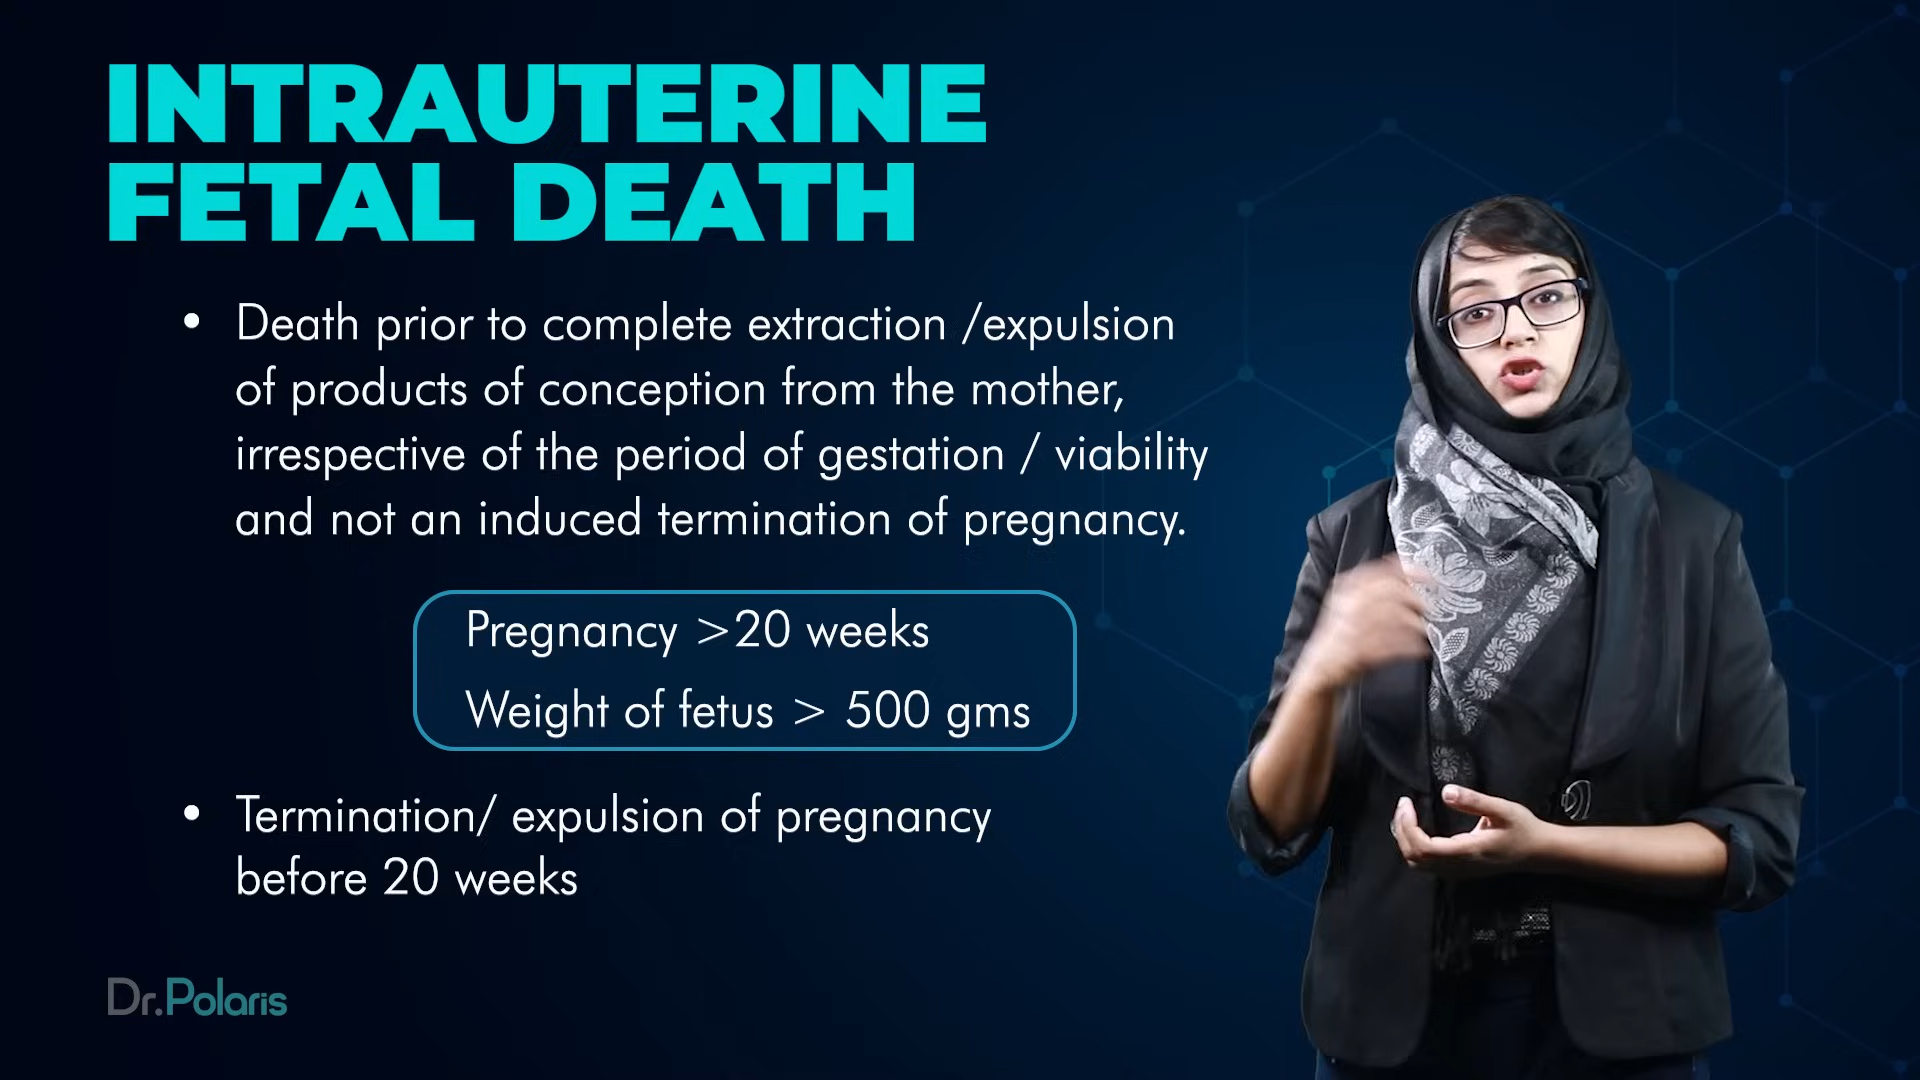 INTRAUTERINE
FETAL DEATH
• Death prior to complete extraction /expulsion
of products of conception from the mother,
irrespective of the period of gestation / viability
and not an induced termination of pregnancy.
Pregnancy >20 weeks
Weight of fetus > 500 gms
• Termination/ expulsion of pregnancy
before 20 weeks
Dr.Polaris